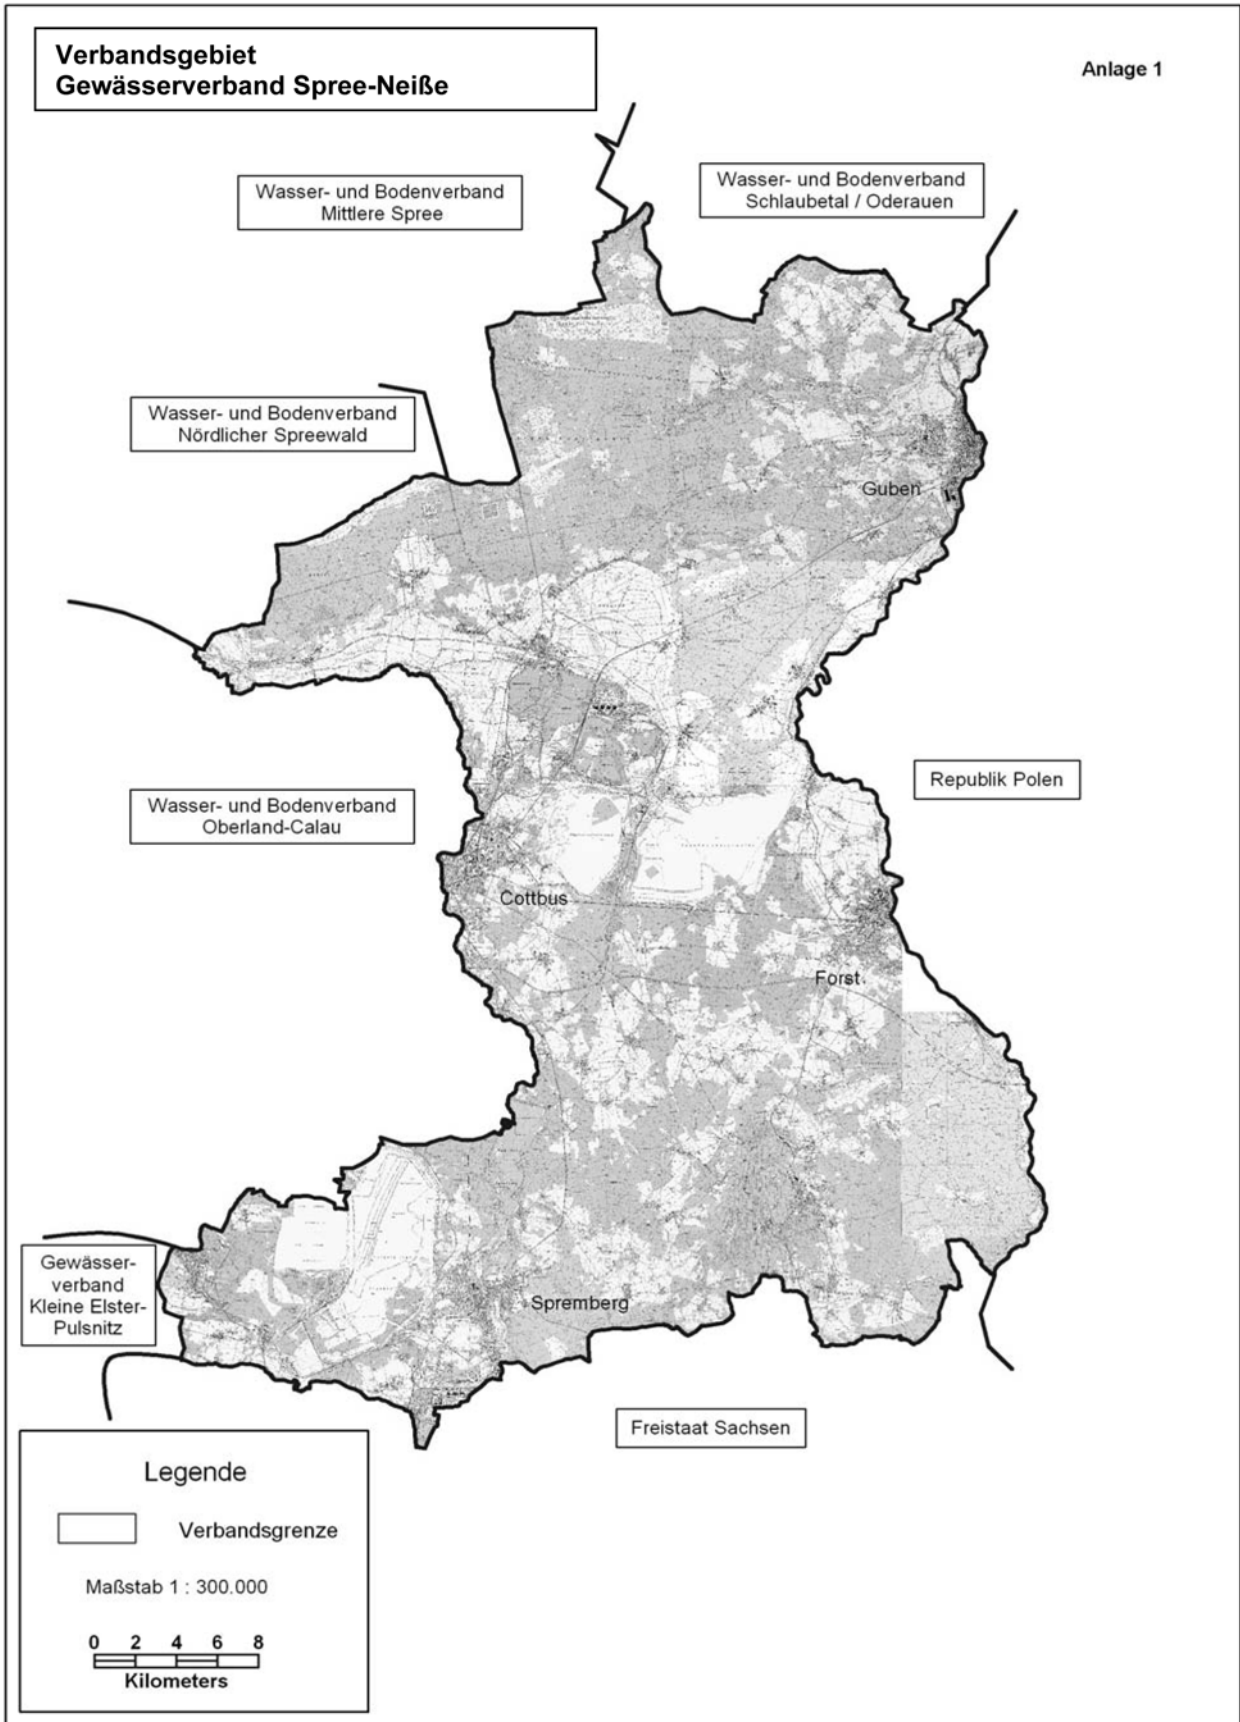 Verbandsgebiet
Gewässerverband Spree-Neiße
Anlage 1
Wasser- und Bodenverband
Mittlere Spree
Wasser- und Bodenverband
Schlaubetal / Oderauen
Wasser- und Bodenverband
Nördlicher Spreewald
Guben
Republik Polen
Wasser- und Bodenverband
Oberland-Calau
Cottbus
Forst
Gewässer-
verband
Kleine Elster-
Pulsnitz
Spremberg
Freistaat Sachsen
Legende
Verbandsgrenze
Maßstab 1 : 300.000
0 2 4 6 8
Kilometers